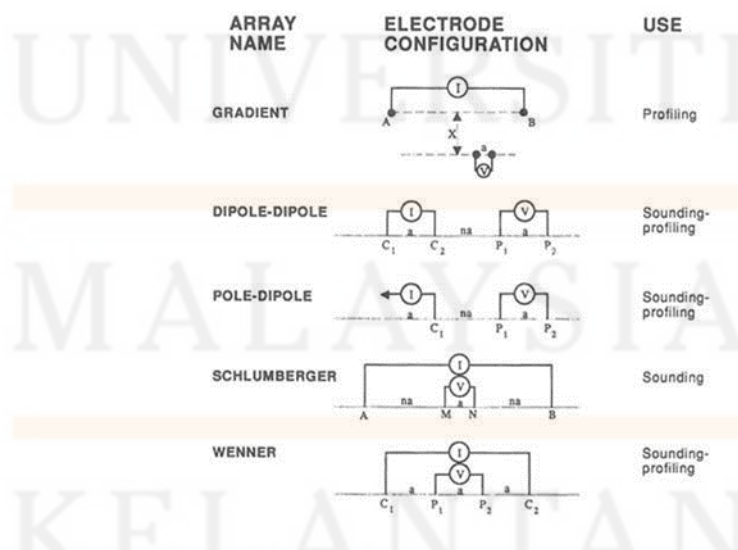 UNIVERSITI
ARRAY NAME ELECTRODE CONFIGURATION USE
GRADIENT I A B X a V Profiling
DIPOLE-DIPOLE I V a na a C1 C2 P1 P2 Sounding-
profiling
MALAYSIA
POLE-DIPOLE I V a na a C1 P1 P2 Sounding-
profiling
SCHLUMBERGER I V na a na A M N B Sounding
WENNER I V a a a C1 P1 P2 C2 Sounding-
profiling
KELANTAN